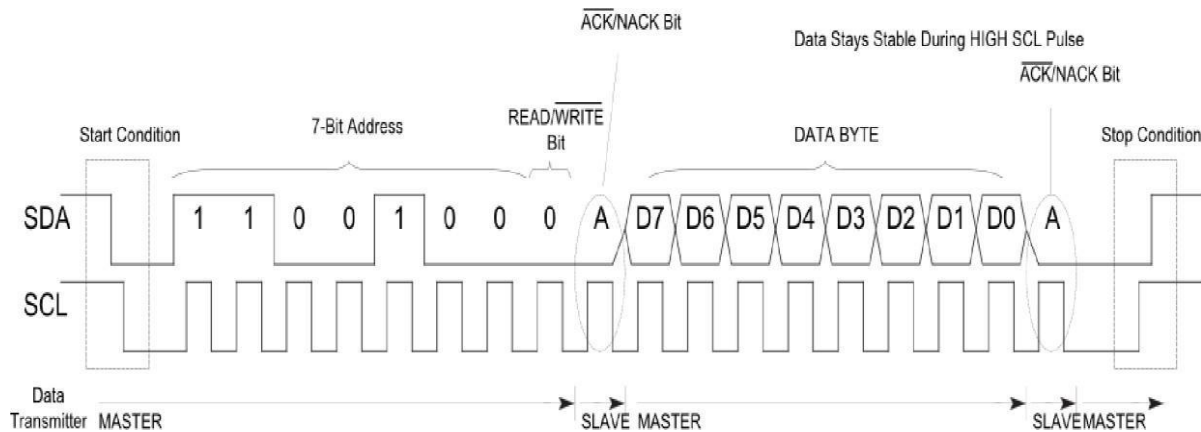 ACK/NACK Bit
Data Stays Stable During HIGH SCL Pulse
ACK/NACK Bit
Start Condition
7-Bit Address
READ/WRITE
Bit
DATA BYTE
Stop Condition
SDA 1 1 0 0 1 0 0 0 A D7 D6 D5 D4 D3 D2 D1 D0 A
SCL
Data
Transmitter MASTER SLAVE MASTER SLAVE MASTER